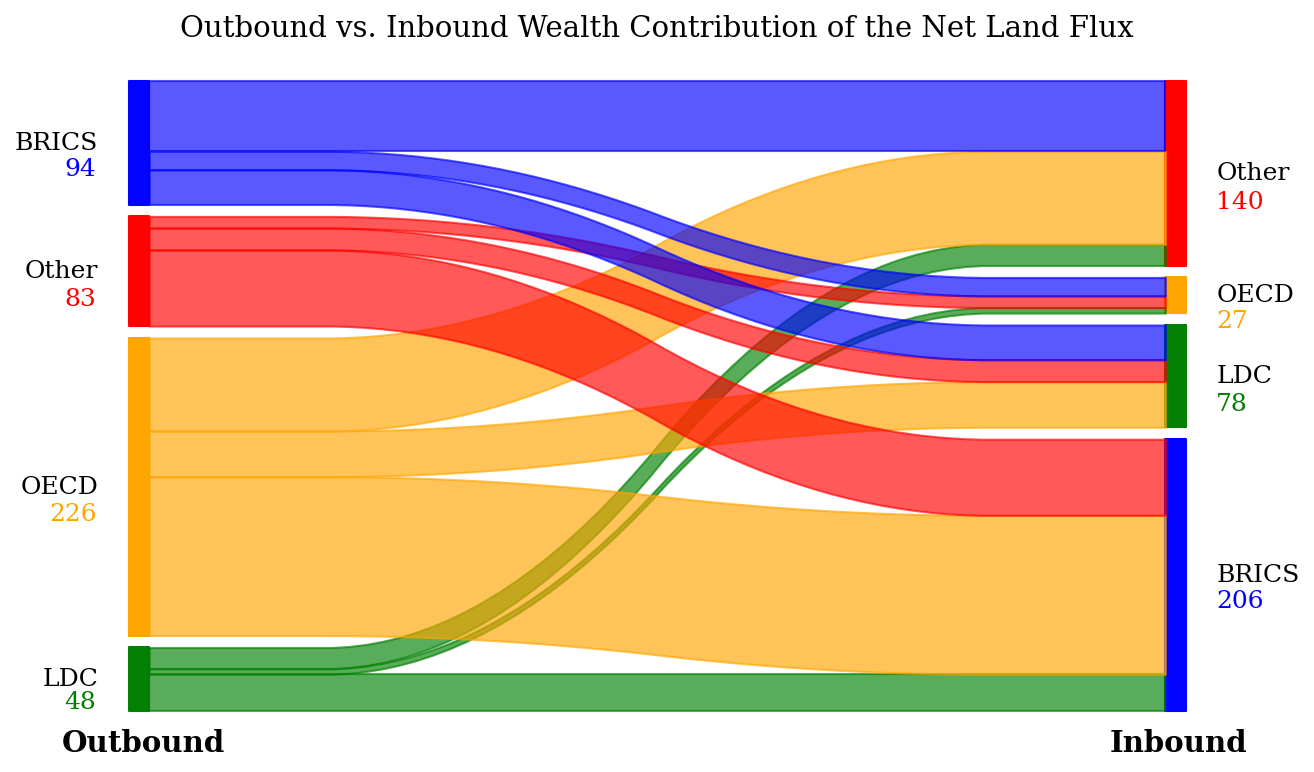 Outbound vs. Inbound Wealth Contribution of the Net Land Flux
BRICS
94
Other
83
OECD
226
LDC
48
Outbound
Other
140
OECD
27
LDC
78
BRICS
206
Inbound